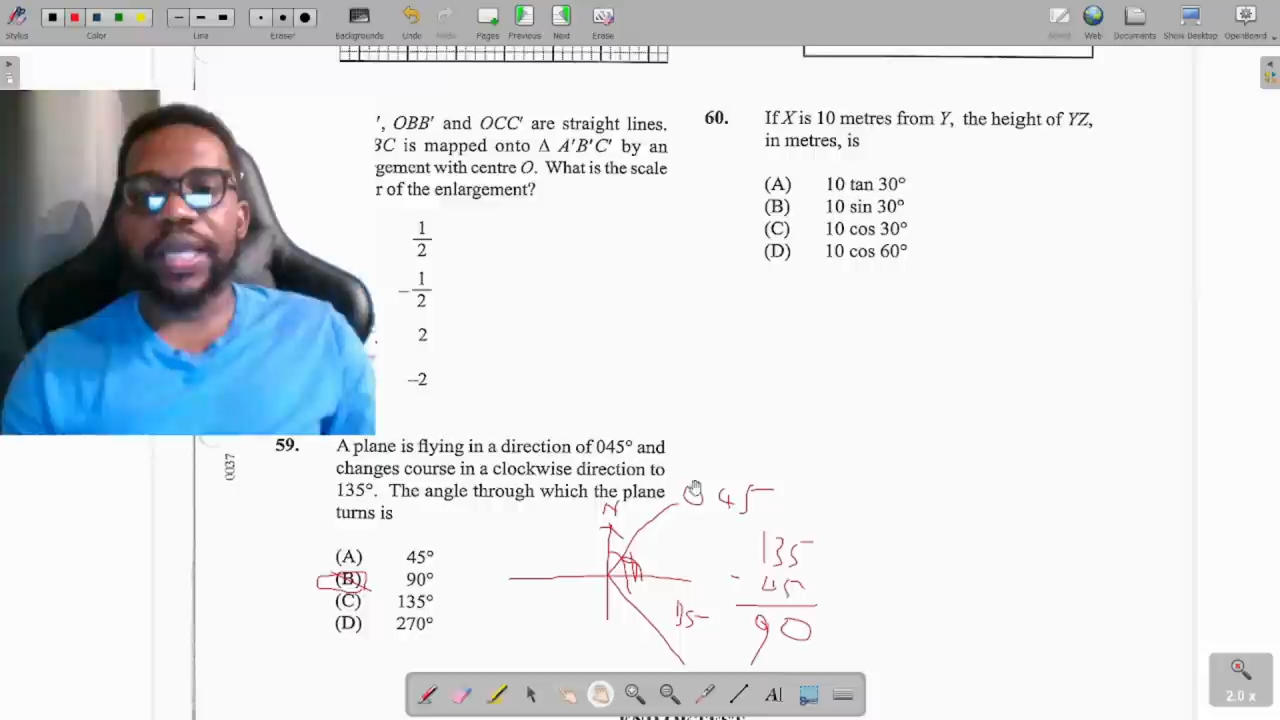 Stylus
Color
Line
Eraser
Backgrounds
Undo
Redo
Pages
Previous
Next
Erase
Board
Web
Documents
Show Desktop
OpenBoard
', OBB' and OCC' are straight lines.
BC is mapped onto Δ A'B'C' by an
gement with centre O. What is the scale
r of the enlargement?
1/2
-1/2
2
-2
59. A plane is flying in a direction of 045° and
changes course in a clockwise direction to
135°. The angle through which the plane
turns is
(A) 45°
(B) 90°
(C) 135°
(D) 270°
0037
N
045
135
135
- 45
90
60. If X is 10 metres from Y, the height of YZ,
in metres, is
(A) 10 tan 30°
(B) 10 sin 30°
(C) 10 cos 30°
(D) 10 cos 60°
2.0 x